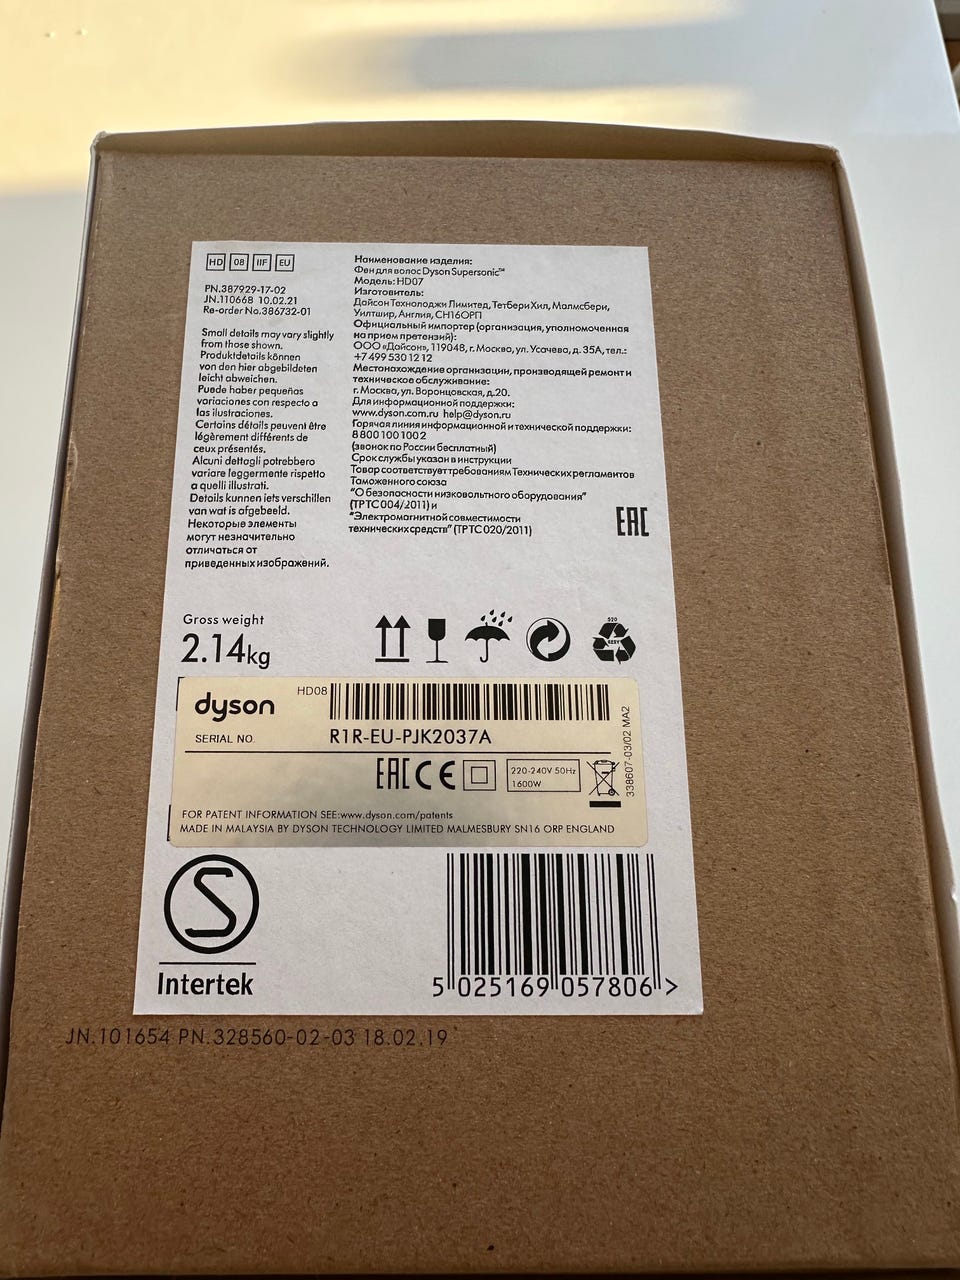 HD 08 IIF EU
PN.387929-17-02
JN.110668 10.02.21
Re-order No.386732-01
Small details may vary slightly
from those shown.
Produktdetails können
von den hier abgebildeten
leicht abweichen.
Puede haber pequeñas
variaciones con respecto a
las ilustraciones.
Certains détails peuvent être
légèrement différents de
ceux présentés.
Alcuni dettagli potrebbero
variare leggermente rispetto
a quelli illustrati.
Details kunnen iets verschillen
van wat is afgebeeld.
Некоторые элементы
могут незначительно
отличаться от
приведенных изображений.
Наименование изделия:
Фен для волос Dyson Supersonic™
Модель: HD07
Изготовитель:
Дайсон Технолоджи Лимитед, Тетбери Хил, Малмсбери,
Уилтшир, Англия, СН16ОРП
Официальный импортер (организация, уполномоченная
на прием претензий):
ООО «Дайсон», 119048, г. Москва, ул. Усачева, д. 35А, тел.:
+7 499 530 12 12
Местонахождение организации, производящей ремонт и
техническое обслуживание:
г. Москва, ул. Воронцовская, д.20.
Для информационной поддержки:
www.dyson.com.ru help@dyson.ru
Горячая линия информационной и технической поддержки:
8 800 100 100 2
(звонок по России бесплатный)
Срок службы указан в инструкции
Товар соответствует требованиям Технических регламентов
Таможенного союза
"О безопасности низковольтного оборудования"
(ТР ТС 004/2011) и
"Электромагнитной совместимости
технических средств" (ТР ТС 020/2011)
EAC
Gross weight
2.14kg
S20
EESY
dyson
HD08
SERIAL NO.
R1R-EU-PJK2037A
EAC CE
220-240V 50Hz
1600W
338607-03/02 MA2
FOR PATENT INFORMATION SEE:www.dyson.com/patents
MADE IN MALAYSIA BY DYSON TECHNOLOGY LIMITED MALMESBURY SN16 ORP ENGLAND
S
Intertek
5 025169 057806 >
JN.101654 PN.328560-02-03 18.02.19